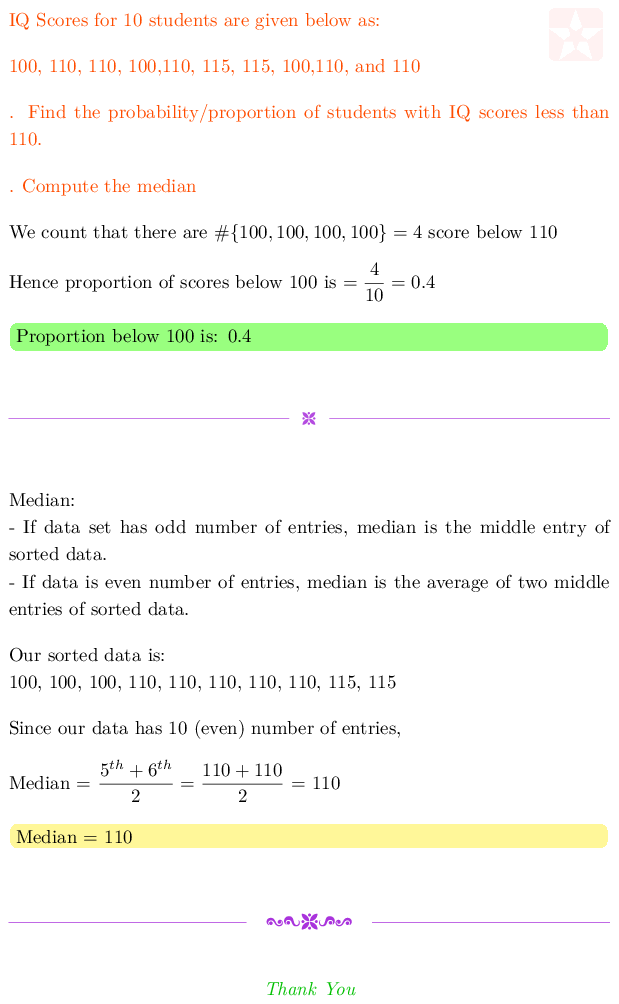 IQ Scores for 10 students are given below as:
100, 110, 110, 100,110, 115, 115, 100,110, and 110
. Find the probability/proportion of students with IQ scores less than
110.
. Compute the median
We count that there are #{100, 100, 100, 100} = 4 score below 110
Hence proportion of scores below 100 is = 4/10 = 0.4
Proportion below 100 is: 0.4
Median:
- If data set has odd number of entries, median is the middle entry of
sorted data.
- If data is even number of entries, median is the average of two middle
entries of sorted data.
Our sorted data is:
100, 100, 100, 110, 110, 110, 110, 110, 115, 115
Since our data has 10 (even) number of entries,
Median = (5^th + 6^th)/2 = (110 + 110)/2 = 110
Median = 110
Thank You